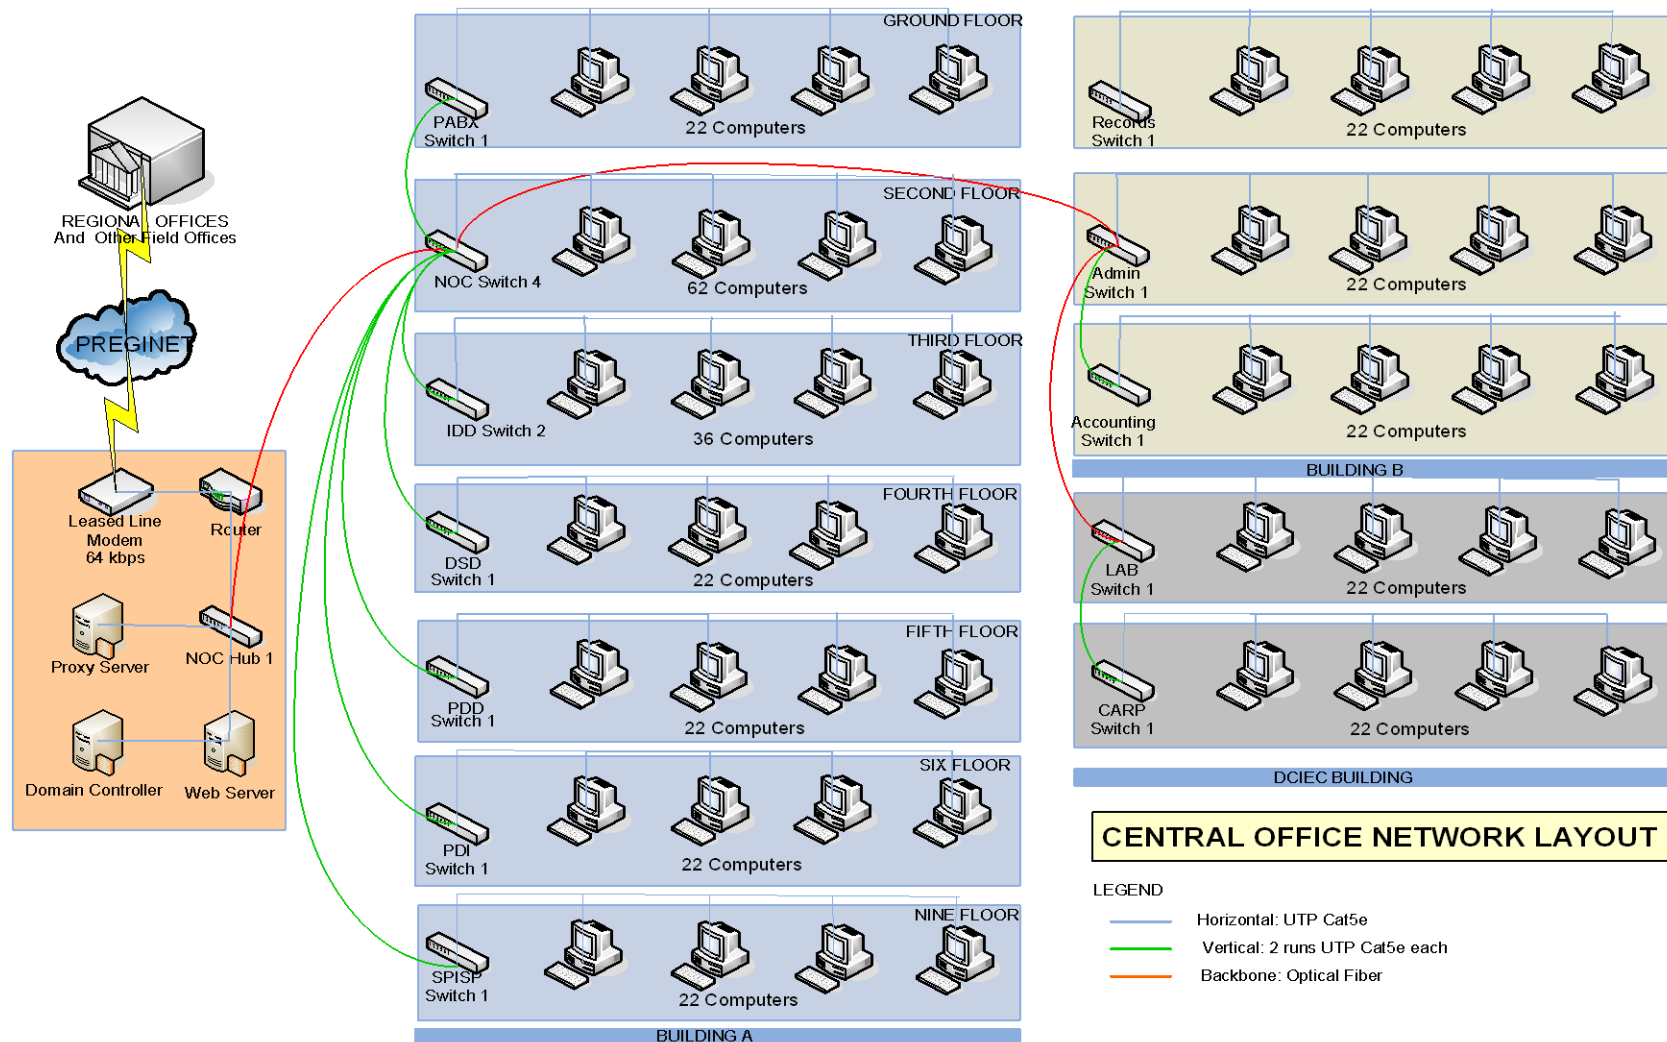 REGIONAL OFFICES
And Other Field Offices
PREGINET
Leased Line
Modem
64 kbps
Router
Proxy Server
NOC Hub 1
Domain Controller
Web Server
GROUND FLOOR
PABX
Switch 1
22 Computers
SECOND FLOOR
NOC Switch 4
62 Computers
THIRD FLOOR
IDD Switch 2
36 Computers
FOURTH FLOOR
DSD
Switch 1
22 Computers
FIFTH FLOOR
PDD
Switch 1
22 Computers
SIX FLOOR
PDI
Switch 1
22 Computers
NINE FLOOR
SPISP
Switch 1
22 Computers
BUILDING A
Records
Switch 1
22 Computers
Admin
Switch 1
22 Computers
Accounting
Switch 1
22 Computers
BUILDING B
LAB
Switch 1
22 Computers
CARP
Switch 1
22 Computers
DCIEC BUILDING
CENTRAL OFFICE NETWORK LAYOUT
LEGEND
Horizontal: UTP Cat5e
Vertical: 2 runs UTP Cat5e each
Backbone: Optical Fiber